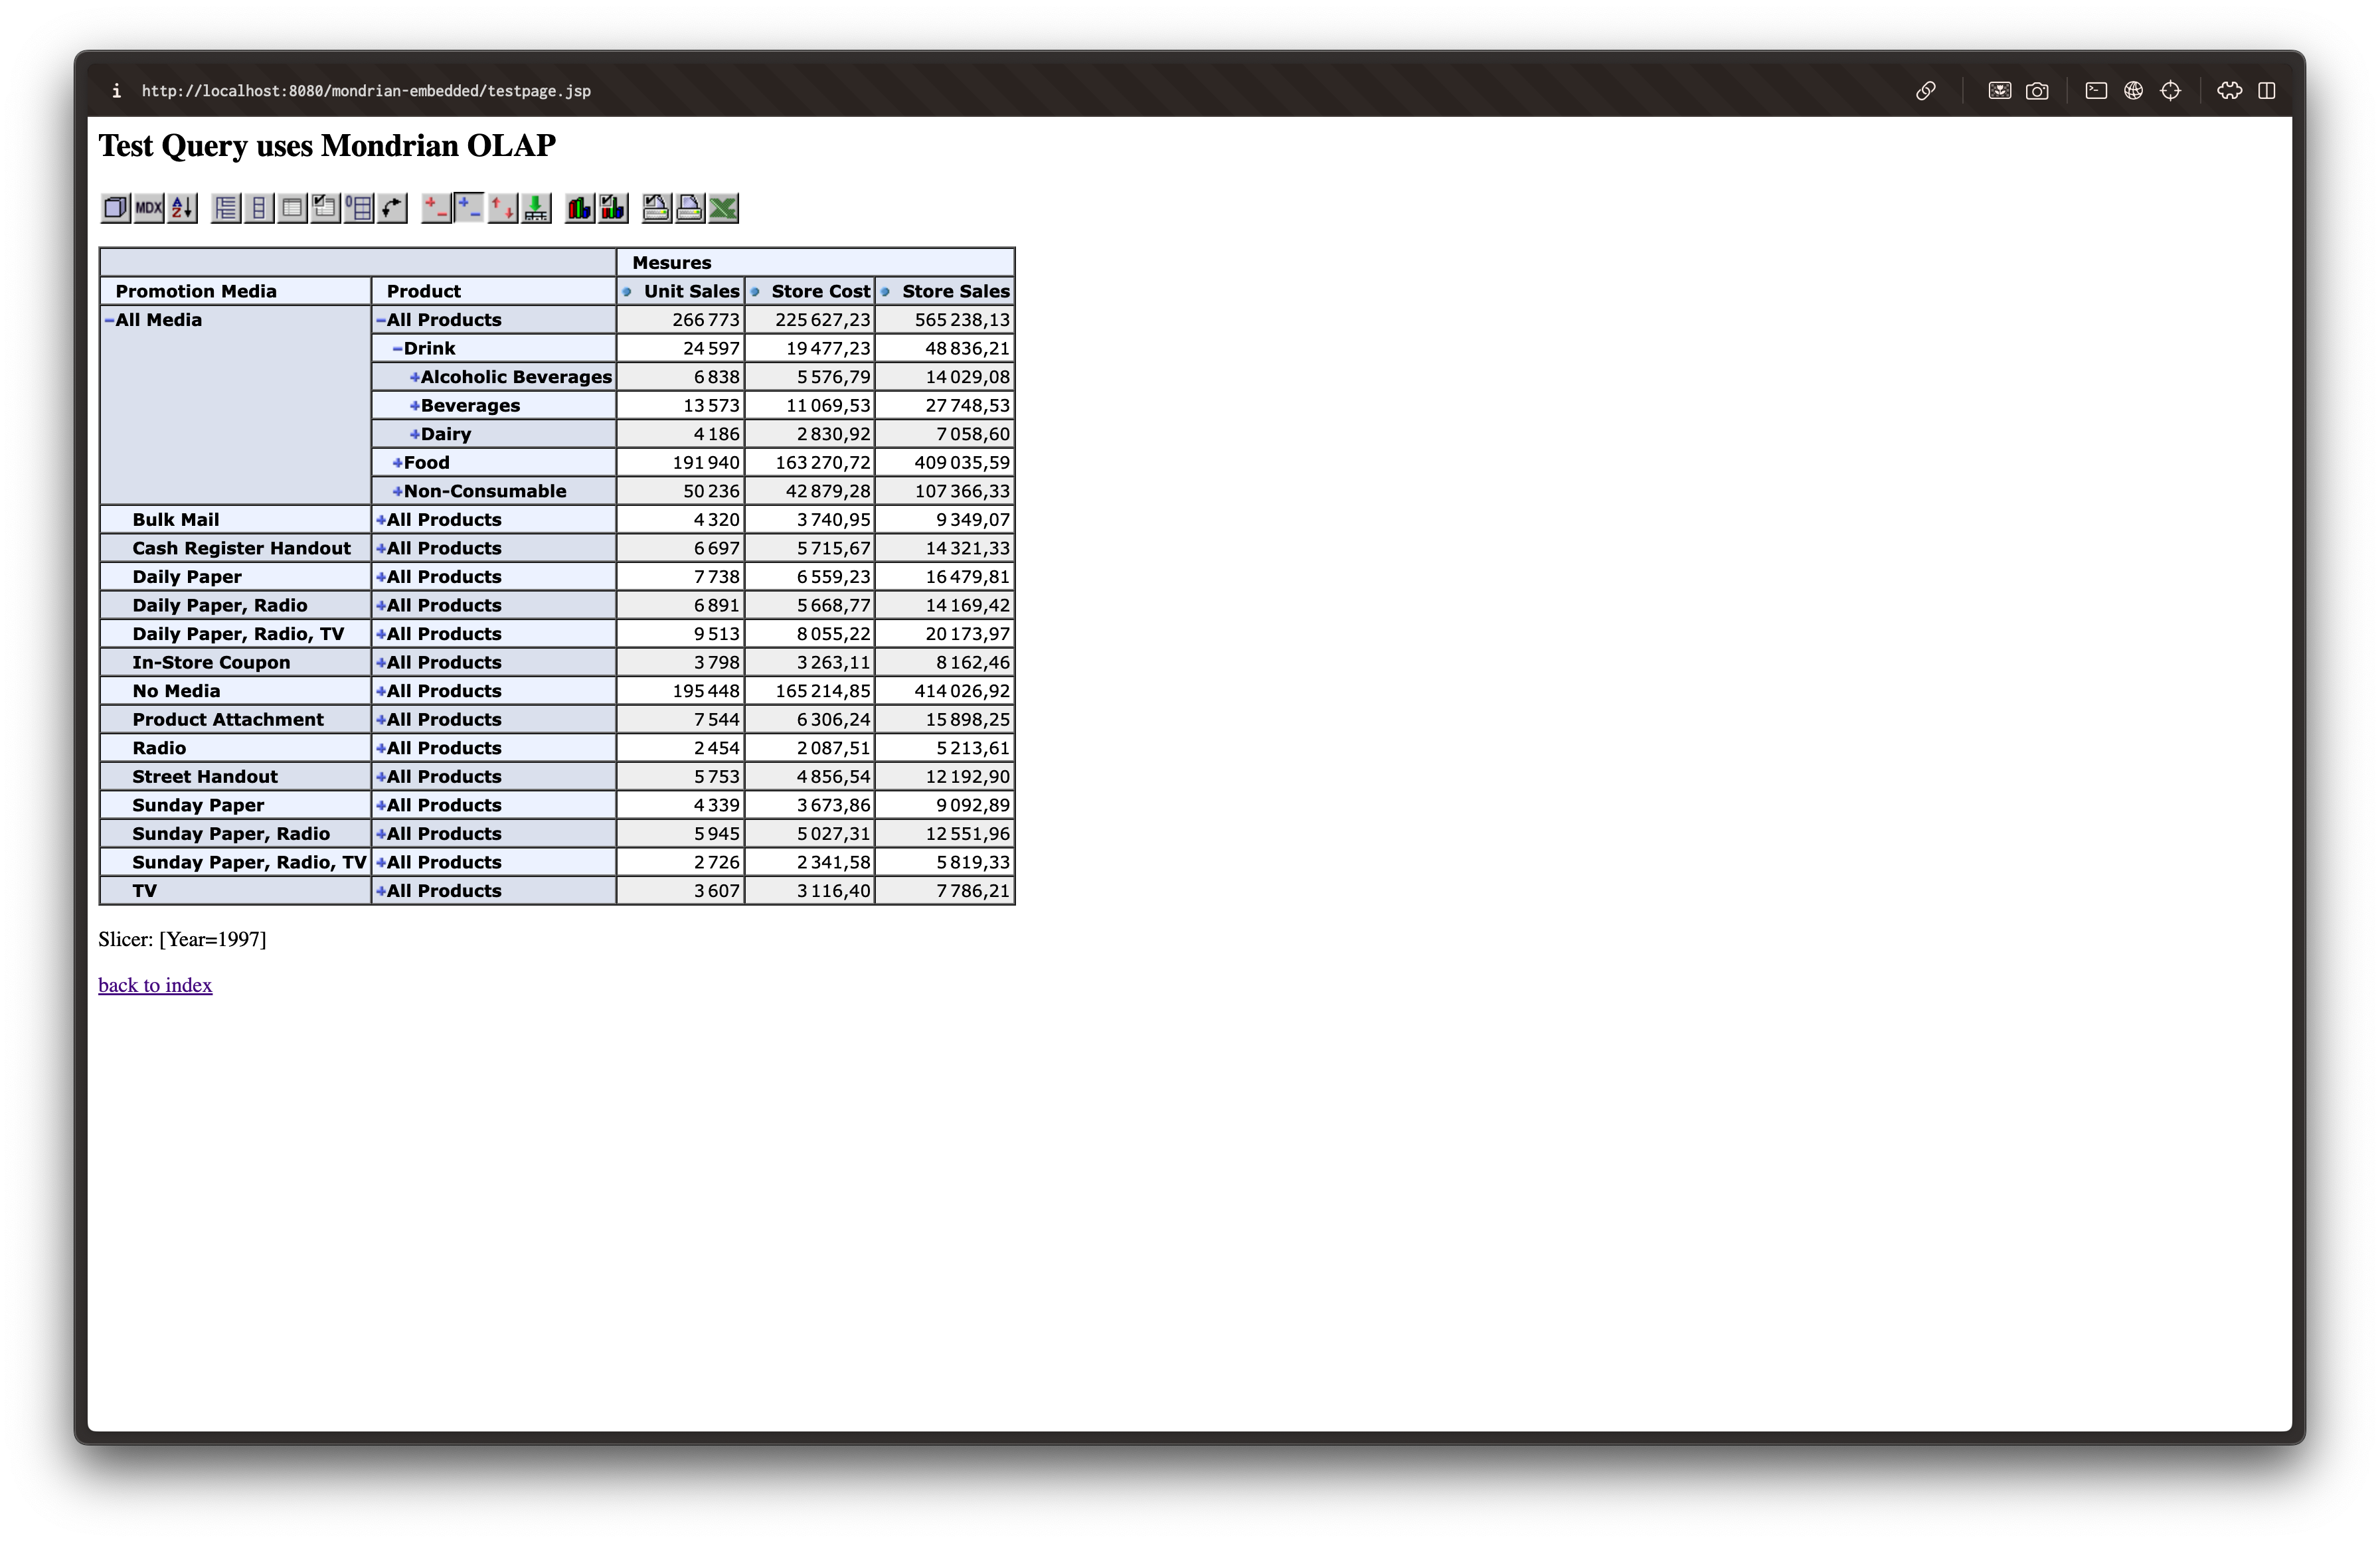 i http://localhost:8080/mondrian-embedded/testpage.jsp
Test Query uses Mondrian OLAP
MDX A Z
Mesures
Promotion Media Product Unit Sales Store Cost Store Sales
All Media All Products 266 773 225 627,23 565 238,13
Drink 24 597 19 477,23 48 836,21
Alcoholic Beverages 6 838 5 576,79 14 029,08
Beverages 13 573 11 069,53 27 748,53
Dairy 4 186 2 830,92 7 058,60
Food 191 940 163 270,72 409 035,59
Non-Consumable 50 236 42 879,28 107 366,33
Bulk Mail All Products 4 320 3 740,95 9 349,07
Cash Register Handout All Products 6 697 5 715,67 14 321,33
Daily Paper All Products 7 738 6 559,23 16 479,81
Daily Paper, Radio All Products 6 891 5 668,77 14 169,42
Daily Paper, Radio, TV All Products 9 513 8 055,22 20 173,97
In-Store Coupon All Products 3 798 3 263,11 8 162,46
No Media All Products 195 448 165 214,85 414 026,92
Product Attachment All Products 7 544 6 306,24 15 898,25
Radio All Products 2 454 2 087,51 5 213,61
Street Handout All Products 5 753 4 856,54 12 192,90
Sunday Paper All Products 4 339 3 673,86 9 092,89
Sunday Paper, Radio All Products 5 945 5 027,31 12 551,96
Sunday Paper, Radio, TV All Products 2 726 2 341,58 5 819,33
TV All Products 3 607 3 116,40 7 786,21
Slicer: [Year=1997]
back to index